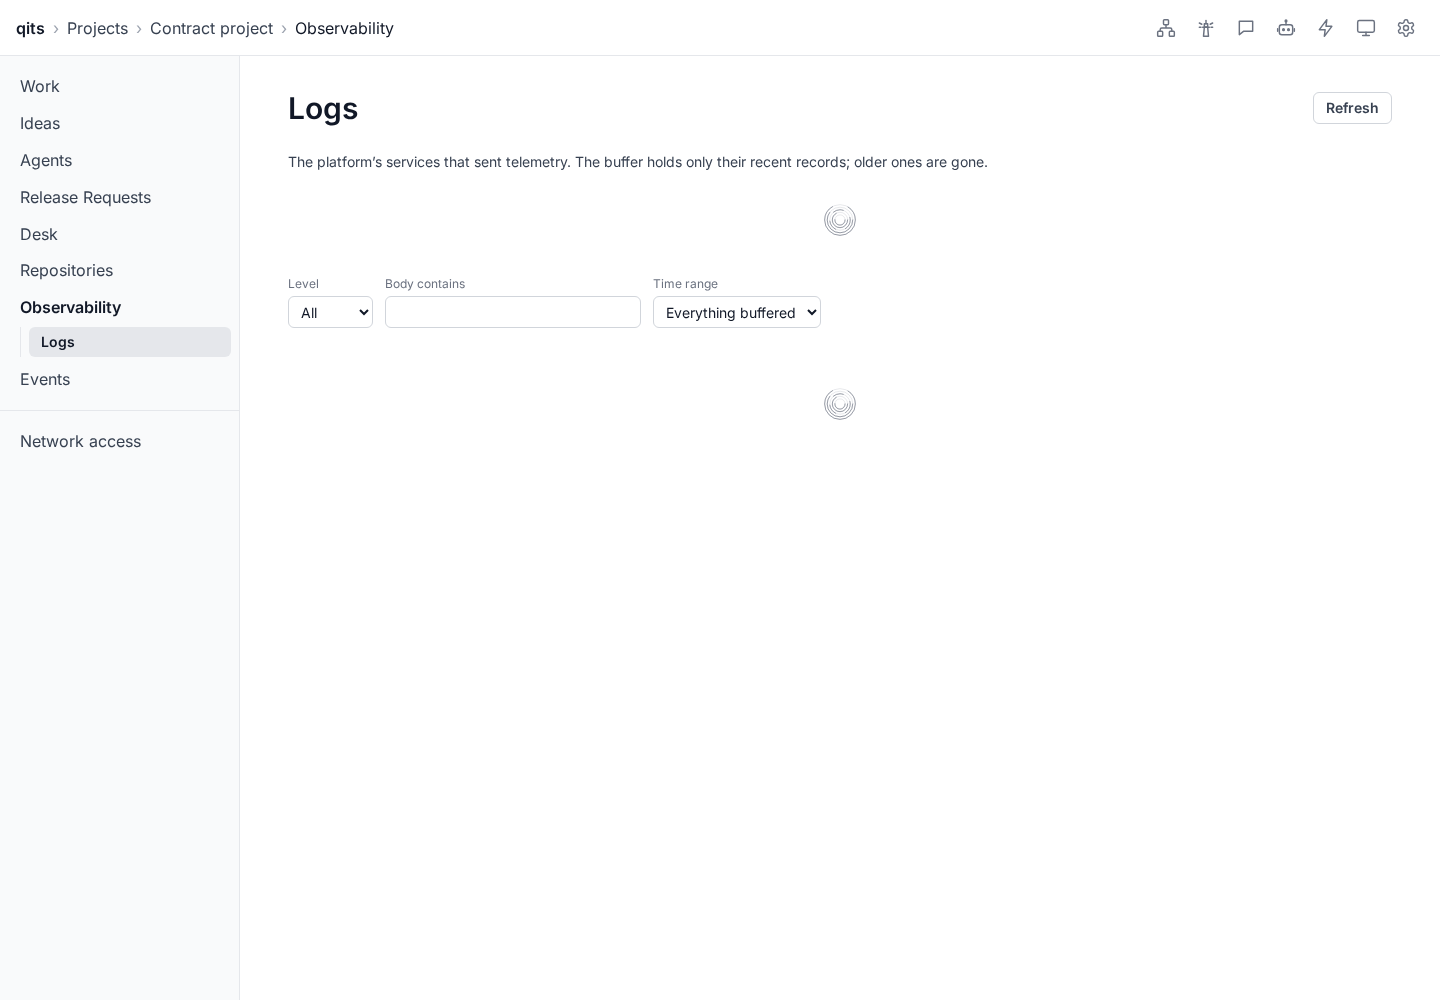 qits › Projects › Contract project › Observability
Work
Ideas
Agents
Release Requests
Desk
Repositories
Observability
Logs
Events
Network access
Logs
Refresh
The platform’s services that sent telemetry. The buffer holds only their recent records; older ones are gone.
Level
Body contains
Time range
All
Everything buffered